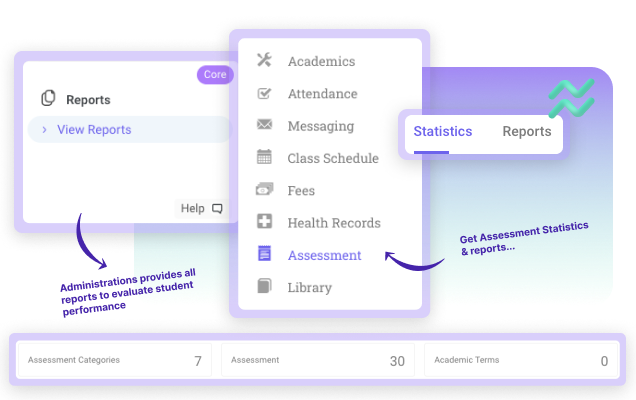 Core
Reports
View Reports
Help
Administrations provides all
reports to evaluate student
performance
Academics
Attendance
Messaging
Class Schedule
Fees
Health Records
Assessment
Library
Statistics Reports
Get Assessment Statistics
& reports...
Assessment Categories 7
Assessment 30
Academic Terms 0